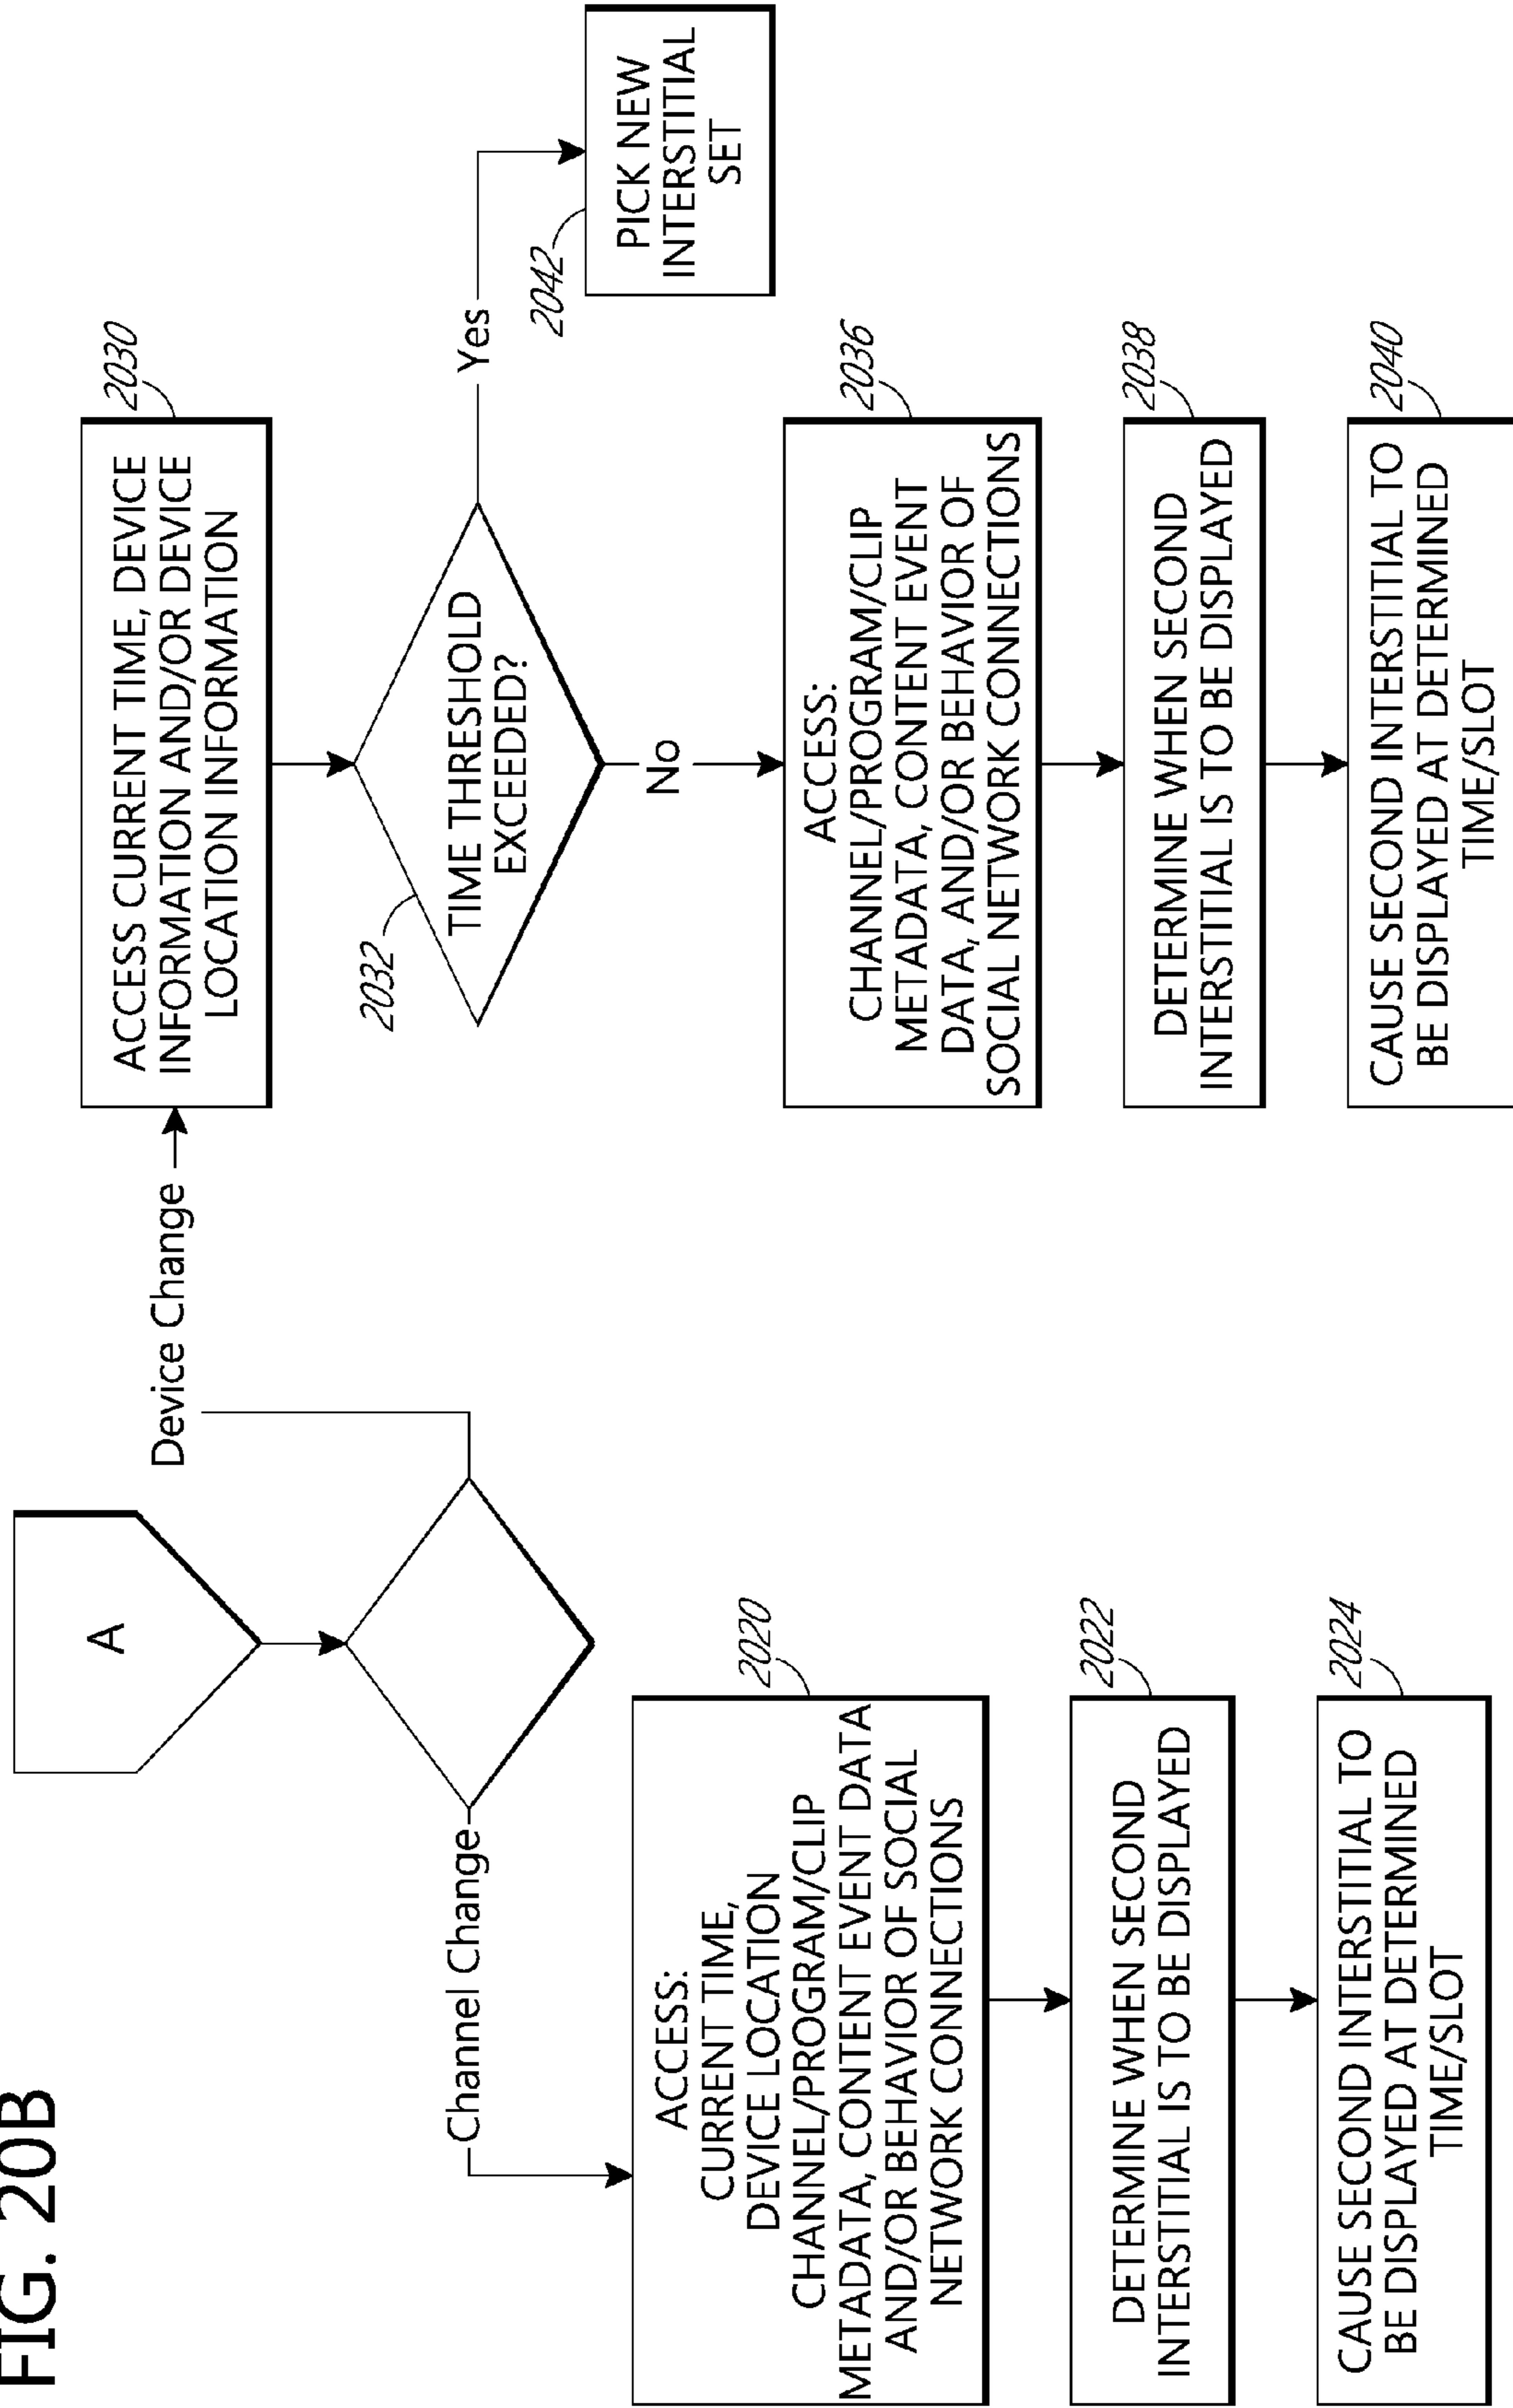 FIG. 20B
A
Channel Change
Device Change
2020
ACCESS:
CURRENT TIME,
DEVICE LOCATION
CHANNEL/PROGRAM/CLIP
METADATA, CONTENT EVENT DATA
AND/OR BEHAVIOR OF SOCIAL
NETWORK CONNECTIONS
2022
DETERMINE WHEN SECOND
INTERSTITIAL IS TO BE DISPLAYED
2024
CAUSE SECOND INTERSTITIAL TO
BE DISPLAYED AT DETERMINED
TIME/SLOT
2030
ACCESS CURRENT TIME, DEVICE
INFORMATION AND/OR DEVICE
LOCATION INFORMATION
2032
TIME THRESHOLD
EXCEEDED?
Yes
2042
PICK NEW
INTERSTITIAL
SET
No
2036
ACCESS:
CHANNEL/PROGRAM/CLIP
METADATA, CONTENT EVENT
DATA, AND/OR BEHAVIOR OF
SOCIAL NETWORK CONNECTIONS
2038
DETERMINE WHEN SECOND
INTERSTITIAL IS TO BE DISPLAYED
2040
CAUSE SECOND INTERSTITIAL TO
BE DISPLAYED AT DETERMINED
TIME/SLOT